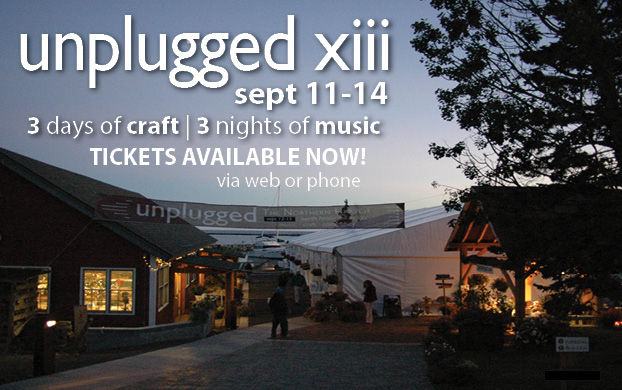 unplugged xiii
sept 11-14
3 days of craft | 3 nights of music
TICKETS AVAILABLE NOW!
via web or phone
unplugged